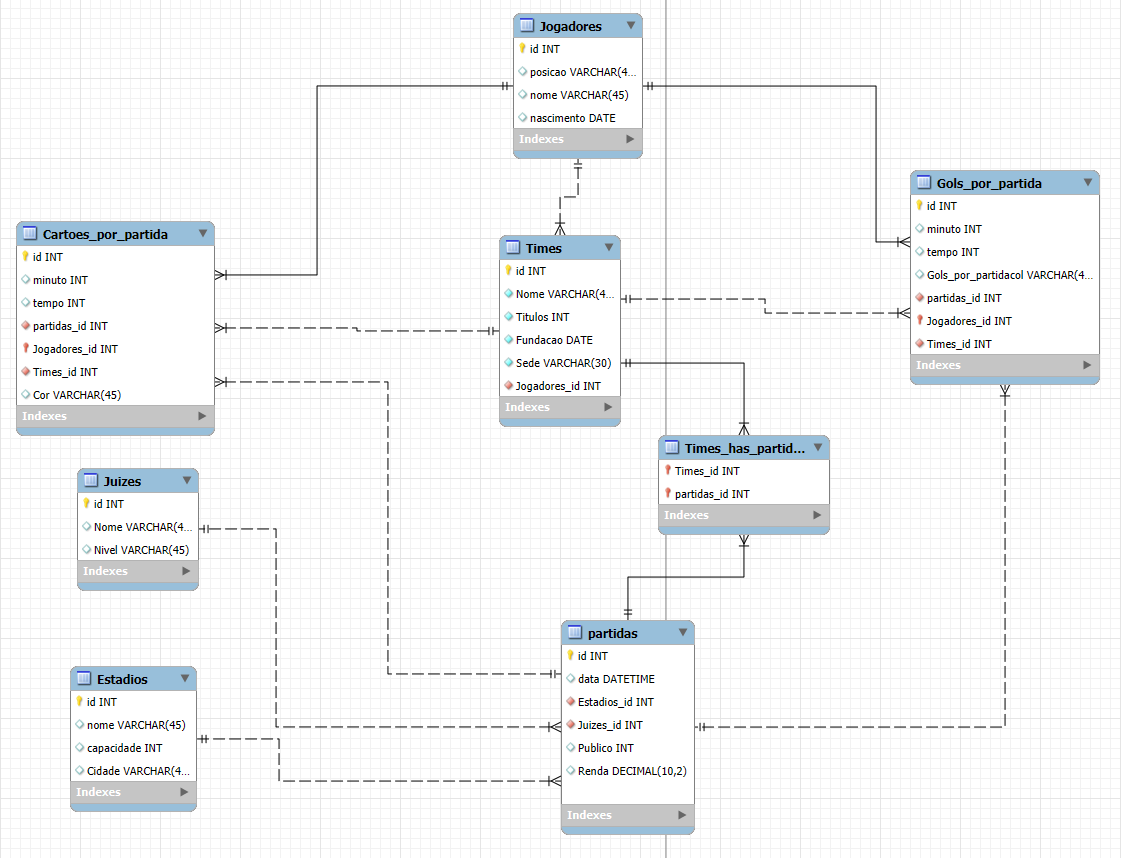 Jogadores
id INT
posicao VARCHAR(4...
nome VARCHAR(45)
nascimento DATE
Indexes
Gols_por_partida
id INT
minuto INT
tempo INT
Gols_por_partidacol VARCHAR(4...
partidas_id INT
Jogadores_id INT
Times_id INT
Indexes
Cartoes_por_partida
id INT
minuto INT
tempo INT
partidas_id INT
Jogadores_id INT
Times_id INT
Cor VARCHAR(45)
Indexes
Times
id INT
Nome VARCHAR(4...
Titulos INT
Fundacao DATE
Sede VARCHAR(30)
Jogadores_id INT
Indexes
Times_has_partid...
Times_id INT
partidas_id INT
Indexes
Juizes
id INT
Nome VARCHAR(4...
Nivel VARCHAR(45)
Indexes
partidas
id INT
data DATETIME
Estadios_id INT
Juizes_id INT
Publico INT
Renda DECIMAL(10,2)
Indexes
Estadios
id INT
nome VARCHAR(45)
capacidade INT
Cidade VARCHAR(4...
Indexes